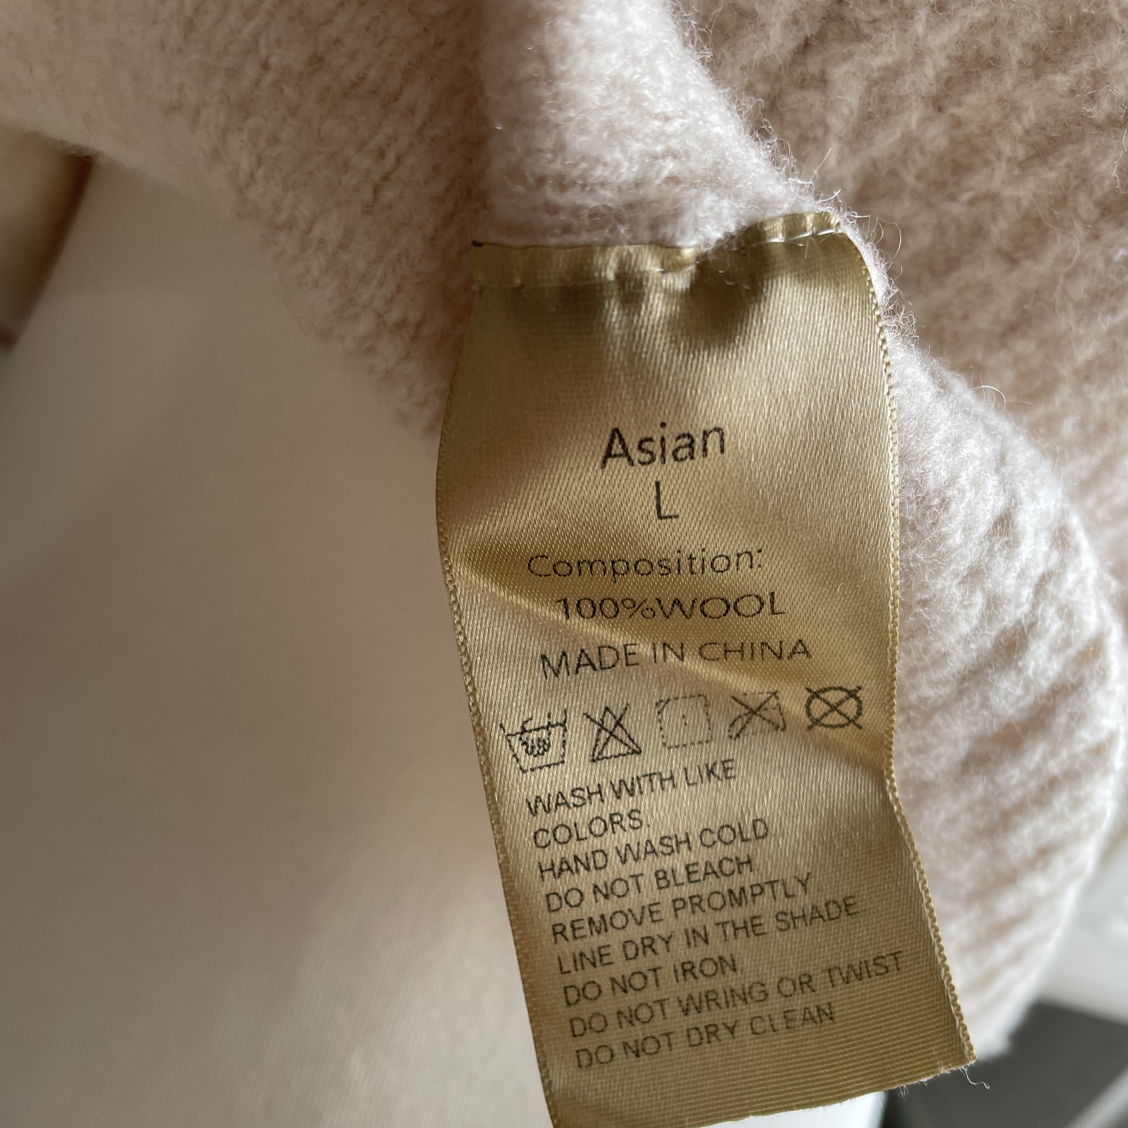 Asian
L
Composition:
100%WOOL
MADE IN CHINA
WASH WITH LIKE
COLORS
HAND WASH COLD
DO NOT BLEACH
REMOVE PROMPTLY
LINE DRY IN THE SHADE
DO NOT IRON
DO NOT WRING OR TWIST
DO NOT DRY CLEAN